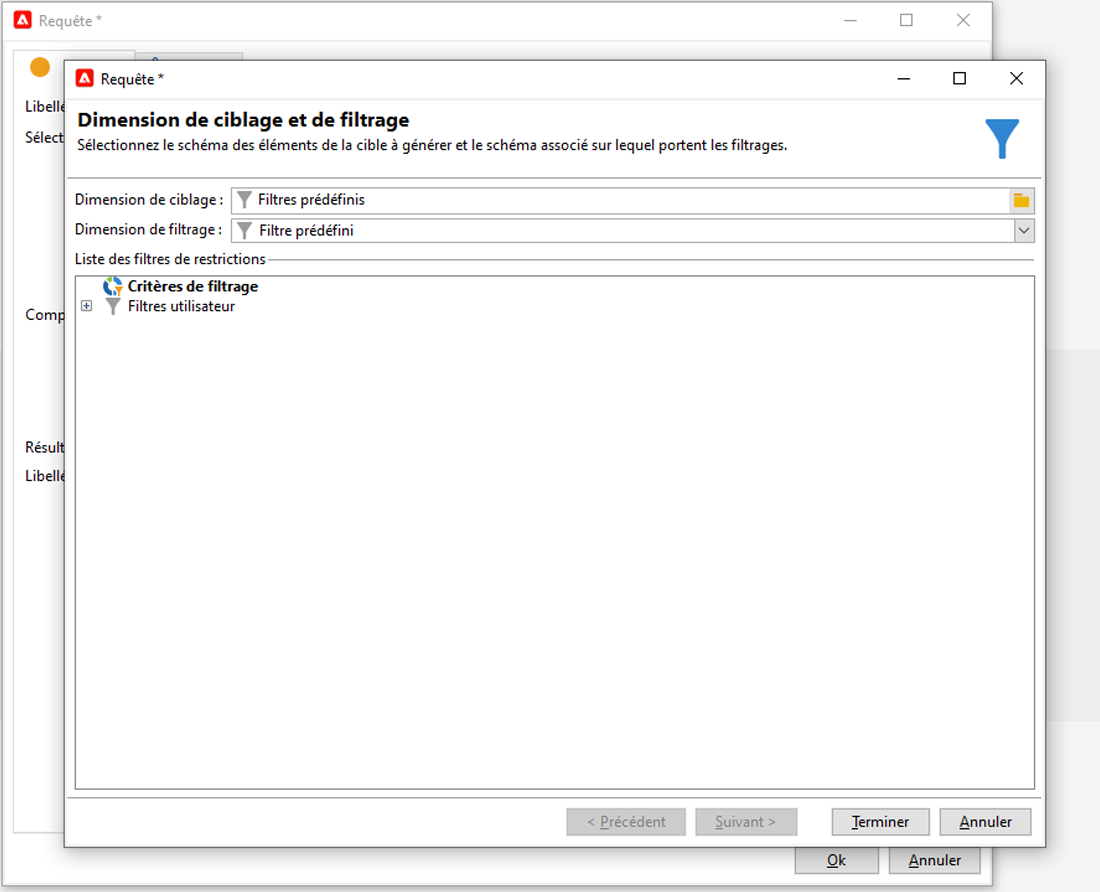 Requête *
Libellé
Sélect
Comp
Résult
Libellé
Requête *
Dimension de ciblage et de filtrage
Sélectionnez le schéma des éléments de la cible à générer et le schéma associé sur lequel portent les filtrages.
Dimension de ciblage : Filtres prédéfinis
Dimension de filtrage : Filtre prédéfini
Liste des filtres de restrictions
Critères de filtrage
Filtres utilisateur
< Précédent Suivant > Terminer Annuler
Ok Annuler